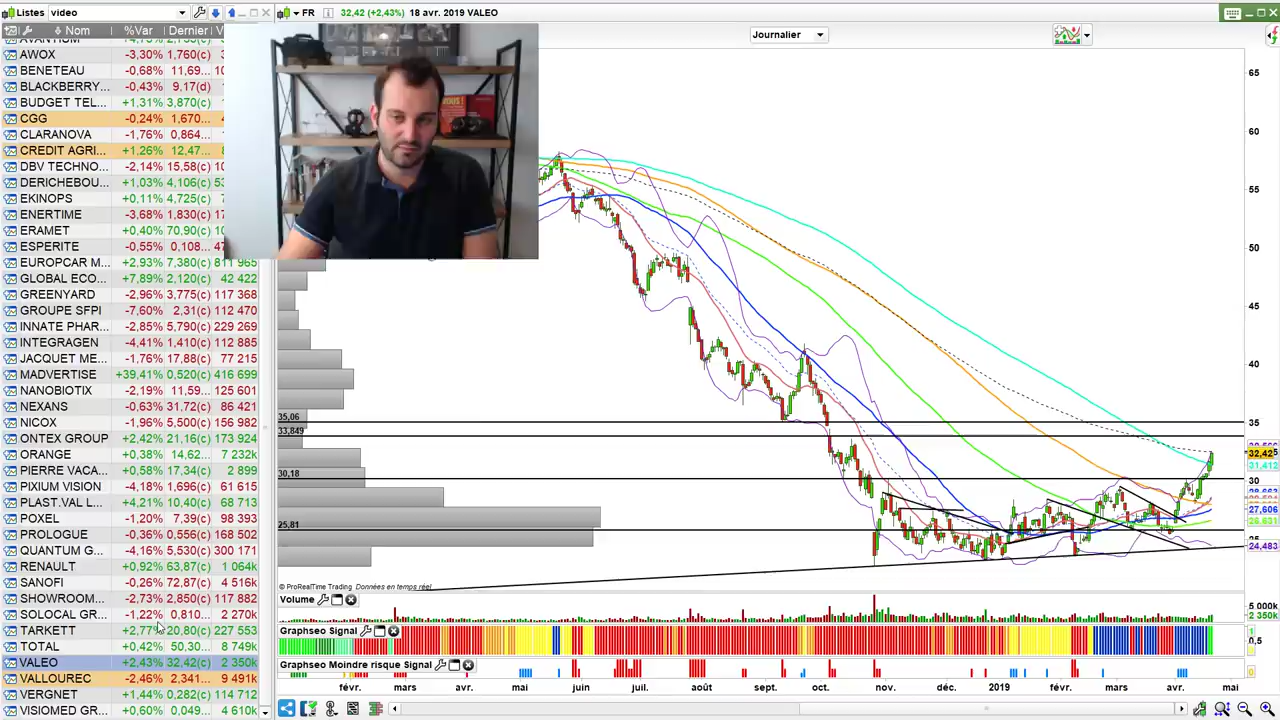 Listes video
FR 32,42 (+2,43%) 18 avr. 2019 VALEO
Nom %Var Dernier V
Journalier
AWOX -3,30% 1,760(c)
BENETEAU -0,68% 11,69...
BLACKBERRY... -0,43% 9,17(d)
BUDGET TEL... +1,31% 3,870(c)
CGG -0,24% 1,670...
CLARANOVA -1,76% 0,864...
CREDIT AGRI... +1,26% 12,47...
DBV TECHNO... -2,14% 15,58(c)
DERICHEBOU... +1,03% 4,106(c)
EKINOPS +0,11% 4,725(c)
ENERTIME -3,68% 1,830(c)
ERAMET +0,40% 70,90(c)
ESPERITE -0,55% 0,108...
EUROPCAR M... +2,93% 7,380(c) 811 965
GLOBAL ECO... +7,89% 2,120(c) 42 422
GREENYARD -2,96% 3,775(c) 117 368
GROUPE SFPI -7,60% 2,31(c) 112 470
INNATE PHAR... -2,85% 5,790(c) 229 269
INTEGRAGEN -4,41% 1,410(c) 112 885
JACQUET ME... -1,76% 17,88(c) 77 215
MADVERTISE +39,41% 0,520(c) 416 699
NANOBIOTIX -2,19% 11,59... 125 601
NEXANS -0,63% 31,72(c) 86 421
NICOX -1,96% 5,500(c) 156 982
ONTEX GROUP +2,42% 21,16(c) 173 924
ORANGE +0,38% 14,62... 7 232k
PIERRE VACA... +0,58% 17,34(c) 2 899
PIXIUM VISION -4,18% 1,696(c) 61 615
PLAST.VAL L... +4,21% 10,40(c) 68 713
POXEL -1,20% 7,39(c) 98 393
PROLOGUE -0,36% 0,556(c) 168 502
QUANTUM G... -4,16% 5,530(c) 300 171
RENAULT +0,92% 63,87(c) 1 064k
SANOFI -0,26% 72,87(c) 4 516k
SHOWROOM... -2,73% 2,850(c) 117 882
SOLOCAL GR... -1,22% 0,810... 2 270k
TARKETT +2,77% 20,80(c) 227 553
TOTAL +0,42% 50,30... 8 749k
VALEO +2,43% 32,42(c) 2 350k
VALLOUREC -2,46% 2,341... 9 491k
VERGNET +1,44% 0,282(c) 114 712
VISIOMED GR... +0,60% 0,049... 4 610k
65
60
55
50
45
40
35
32,42
31,412
30
27,606
26,631
24,483
35,06
33,849
30,18
25,81
© ProRealTime Trading Données en temps réel
Volume
5 000k
2 350k
Graphseo Signal
1
0,5
Graphseo Moindre risque Signal
févr. mars avr. mai juin juil. août sept. oct. nov. déc. 2019 févr. mars avr. mai